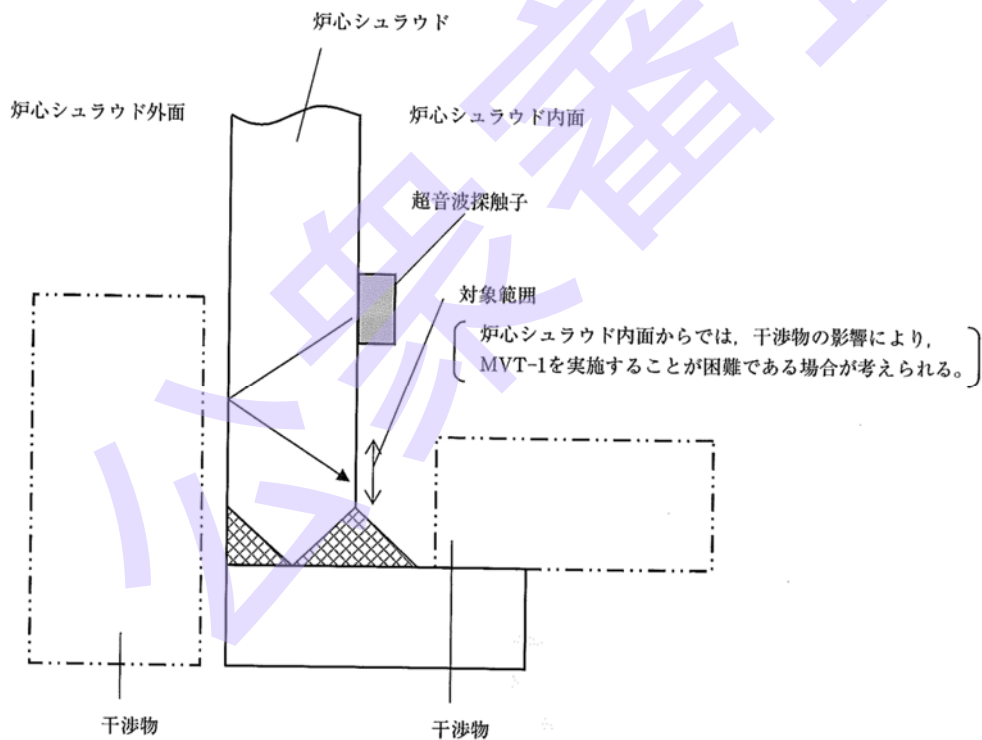 炉心シュラウド
炉心シュラウド外面
炉心シュラウド内面
超音波探触子
対象範囲
炉心シュラウド内面からでは，干渉物の影響により，
MVT-1を実施することが困難である場合が考えられる。
干渉物
干渉物